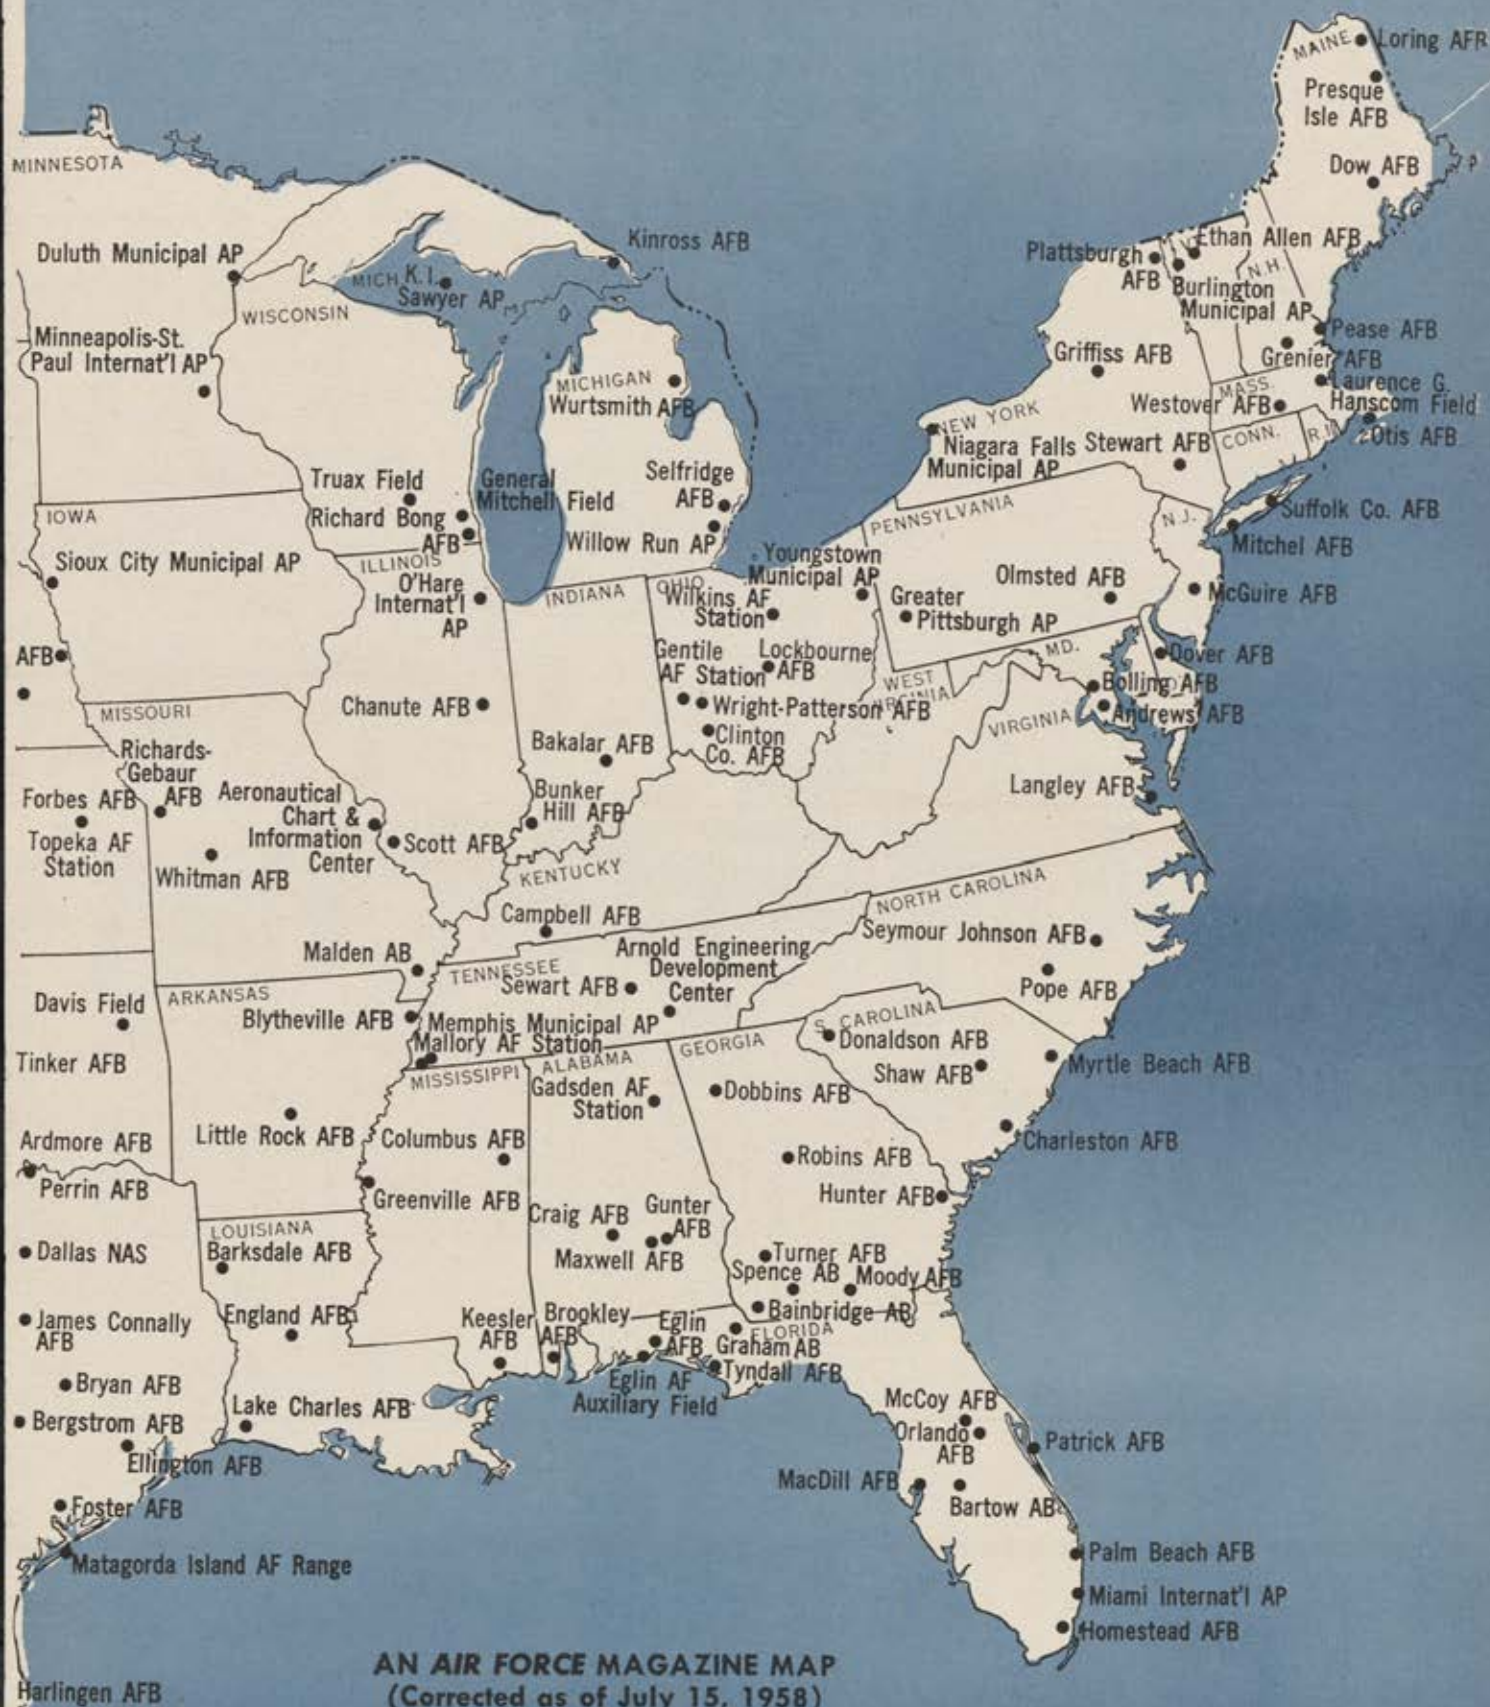 MAINE
Loring AFB
Presque
Isle AFB
Dow AFB
MINNESOTA
Kinross AFB
Duluth Municipal AP
MICH.
K.I.
Sawyer AP
WISCONSIN
Plattsburgh
AFB
Ethan Allen AFB
VT.
N.H.
Burlington
Municipal AP
Minneapolis-St.
Paul Internat'l AP
Pease AFB
Griffiss AFB
Grenier AFB
MICHIGAN
Wurtsmith AFB
MASS.
Laurence G.
Hanscom Field
Westover AFB
NEW YORK
Niagara Falls
Municipal AP
Stewart AFB
CONN.
R.I.
Otis AFB
Truax Field
General
Mitchell Field
Selfridge
AFB
Richard Bong
AFB
Willow Run AP
IOWA
PENNSYLVANIA
N.J.
Suffolk Co. AFB
Mitchel AFB
Sioux City Municipal AP
ILLINOIS
O'Hare
Internat'l
AP
INDIANA
OHIO
Youngstown
Municipal AP
Wilkins AF
Station
Olmsted AFB
Greater
Pittsburgh AP
McGuire AFB
AFB
Gentile
AF Station
Lockbourne
AFB
MD.
Dover AFB
WEST
VIRGINIA
Bolling AFB
Andrews AFB
Chanute AFB
Wright-Patterson AFB
Clinton
Co. AFB
VIRGINIA
MISSOURI
Richards-
Gebaur
AFB
Bakalar AFB
Langley AFB
Forbes AFB
Topeka AF
Station
Aeronautical
Chart &
Information
Center
Bunker
Hill AFB
Scott AFB
Whitman AFB
KENTUCKY
NORTH CAROLINA
Campbell AFB
Seymour Johnson AFB
Malden AB
TENNESSEE
Sewart AFB
Arnold Engineering
Development
Center
Pope AFB
Davis Field
ARKANSAS
Blytheville AFB
Memphis Municipal AP
Mallory AF Station
S. CAROLINA
Donaldson AFB
Tinker AFB
MISSISSIPPI
ALABAMA
GEORGIA
Shaw AFB
Myrtle Beach AFB
Gadsden AF
Station
Dobbins AFB
Ardmore AFB
Little Rock AFB
Columbus AFB
Charleston AFB
Robins AFB
Perrin AFB
Greenville AFB
Hunter AFB
Craig AFB
Gunter
AFB
Maxwell AFB
LOUISIANA
Barksdale AFB
Dallas NAS
Turner AFB
Spence AB
Moody AFB
James Connally
AFB
England AFB
Keesler
AFB
Brookley
AFB
Eglin
AFB
Bainbridge AB
FLORIDA
Graham AB
Tyndall AFB
Eglin AF
Auxiliary Field
Bryan AFB
Bergstrom AFB
Lake Charles AFB
McCoy AFB
Orlando
AFB
Patrick AFB
Ellington AFB
MacDill AFB
Bartow AB
Foster AFB
Matagorda Island AF Range
Palm Beach AFB
Miami Internat'l AP
Homestead AFB
AN AIR FORCE MAGAZINE MAP
(Corrected as of July 15, 1958)
Harlingen AFB